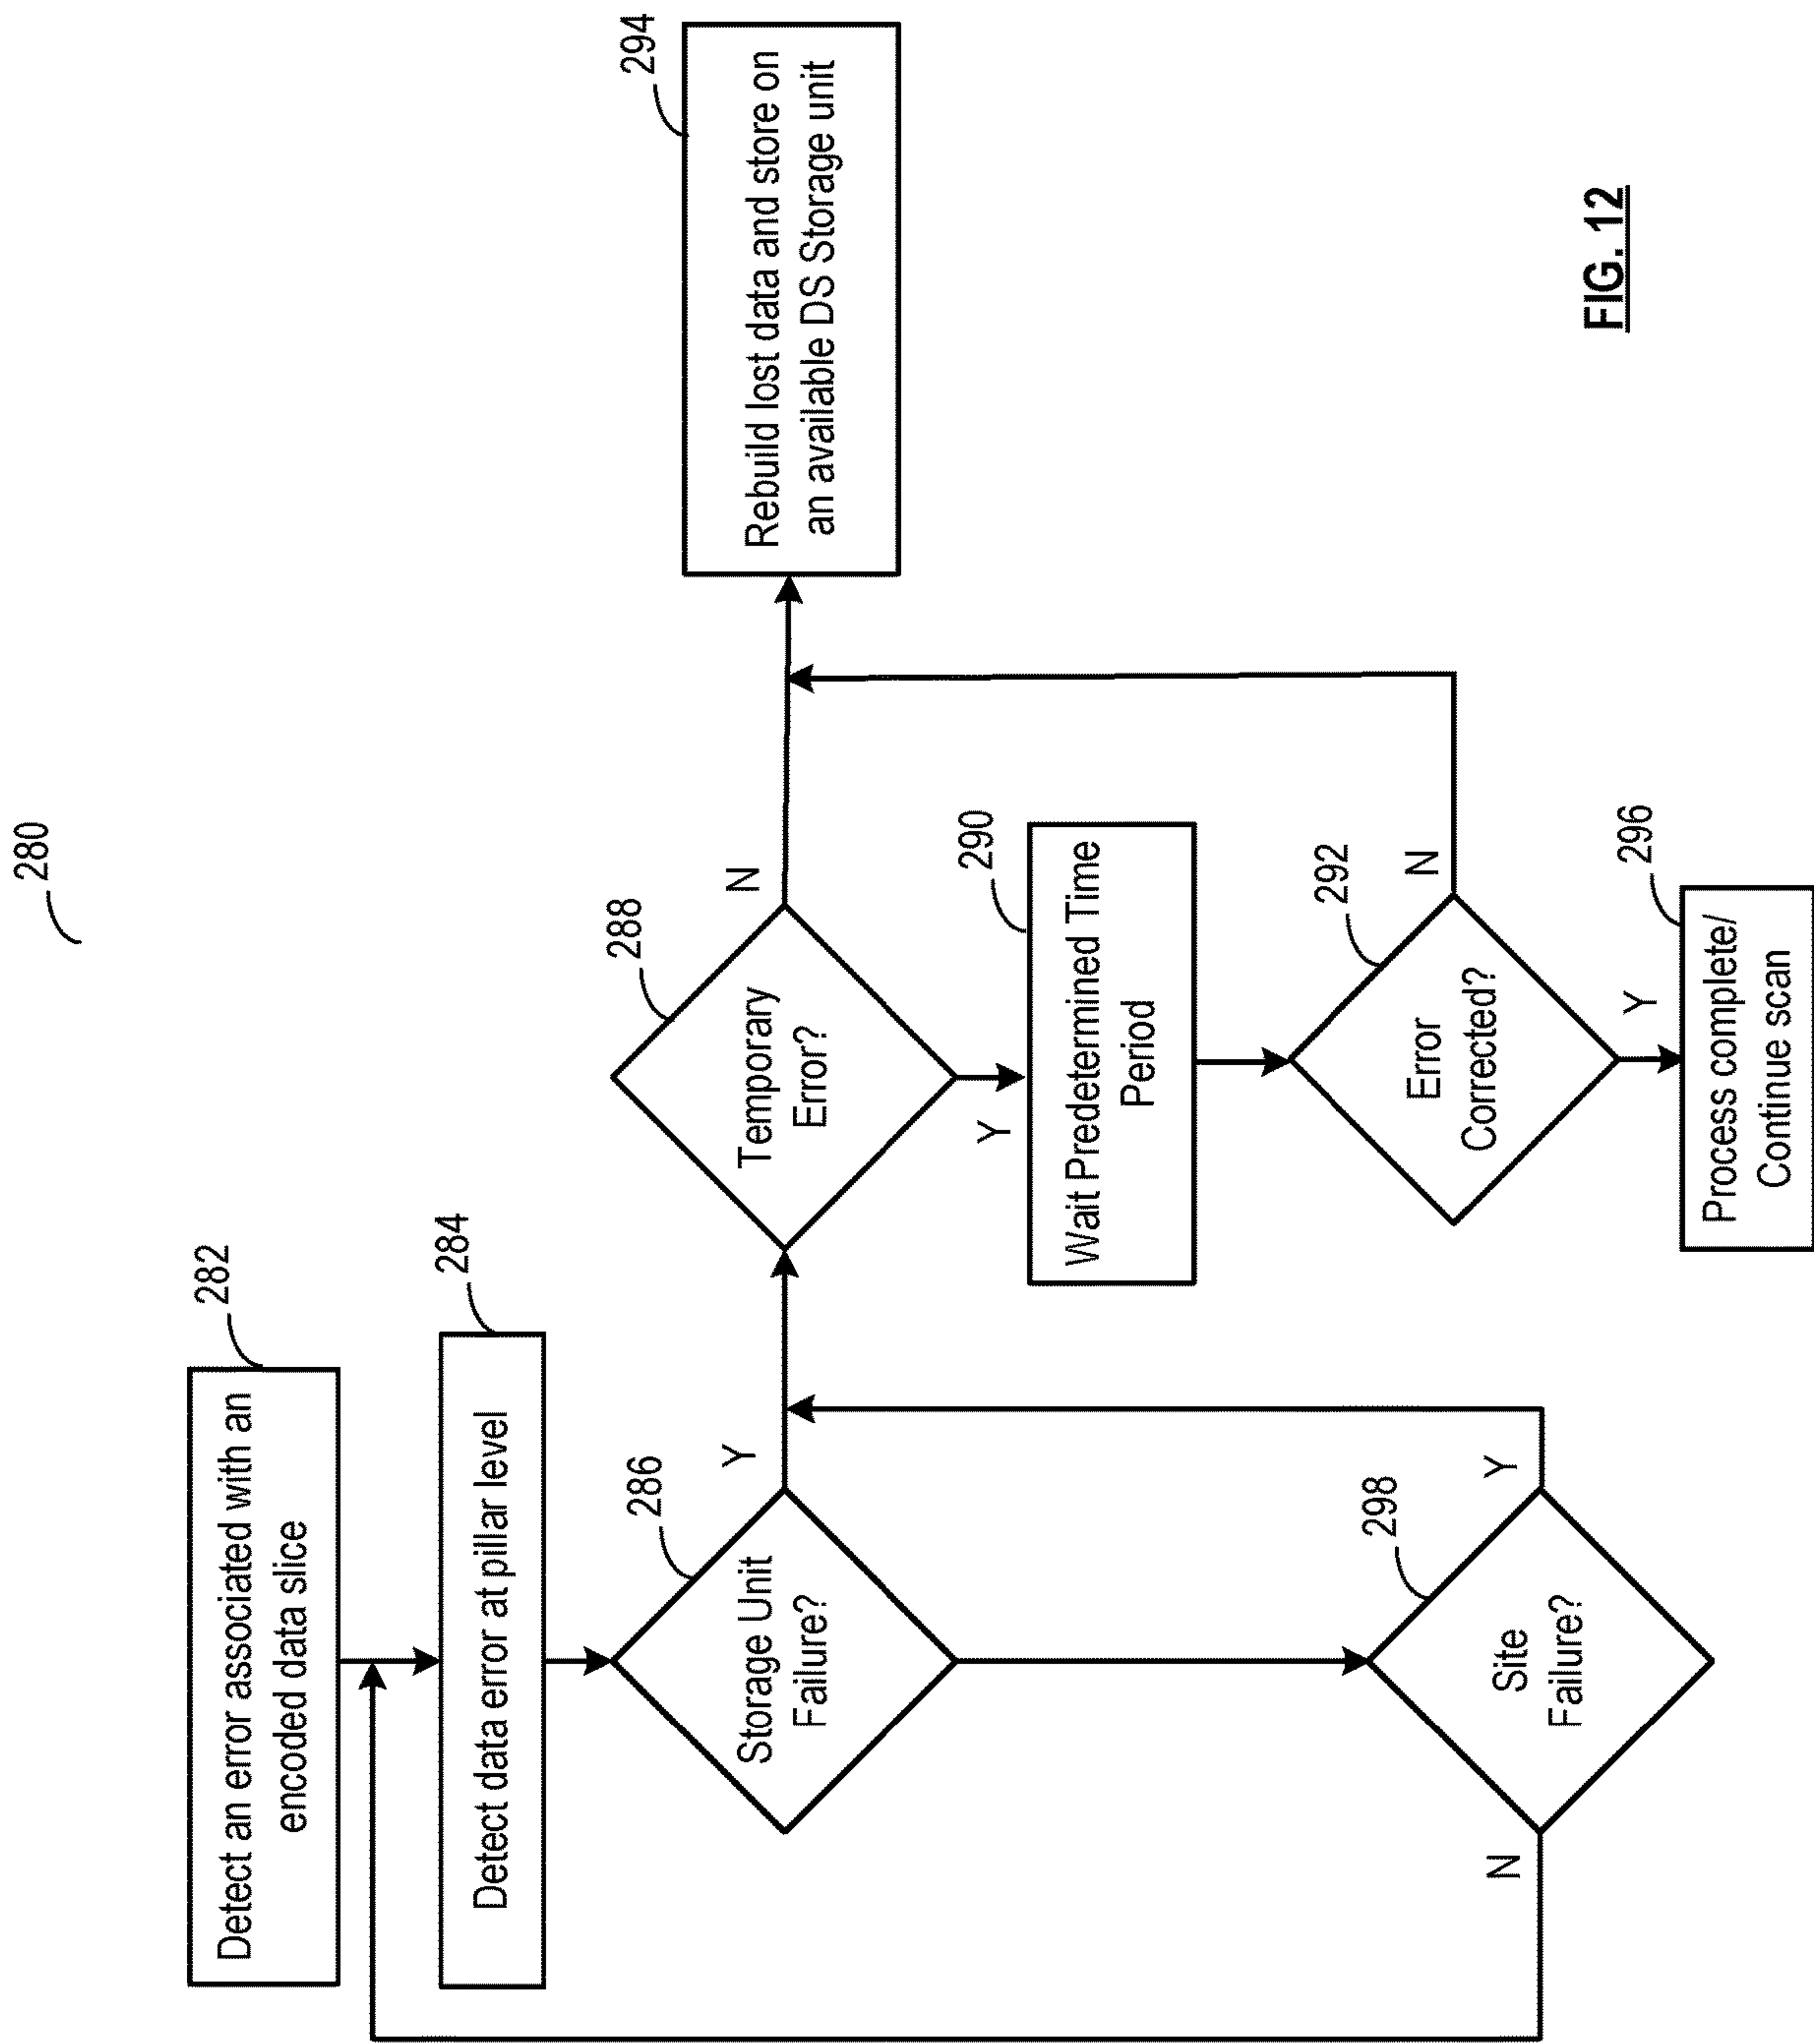 280
282
Detect an error associated with an
encoded data slice
284
Detect data error at pillar level
286
Storage Unit
Failure?
Y
288
Temporary
Error?
N
Y
294
Rebuild lost data and store on
an available DS Storage unit
290
Wait Predetermined Time
Period
292
Error
Corrected?
N
Y
296
Process complete/
Continue scan
298
Site
Failure?
Y
N
FIG. 12